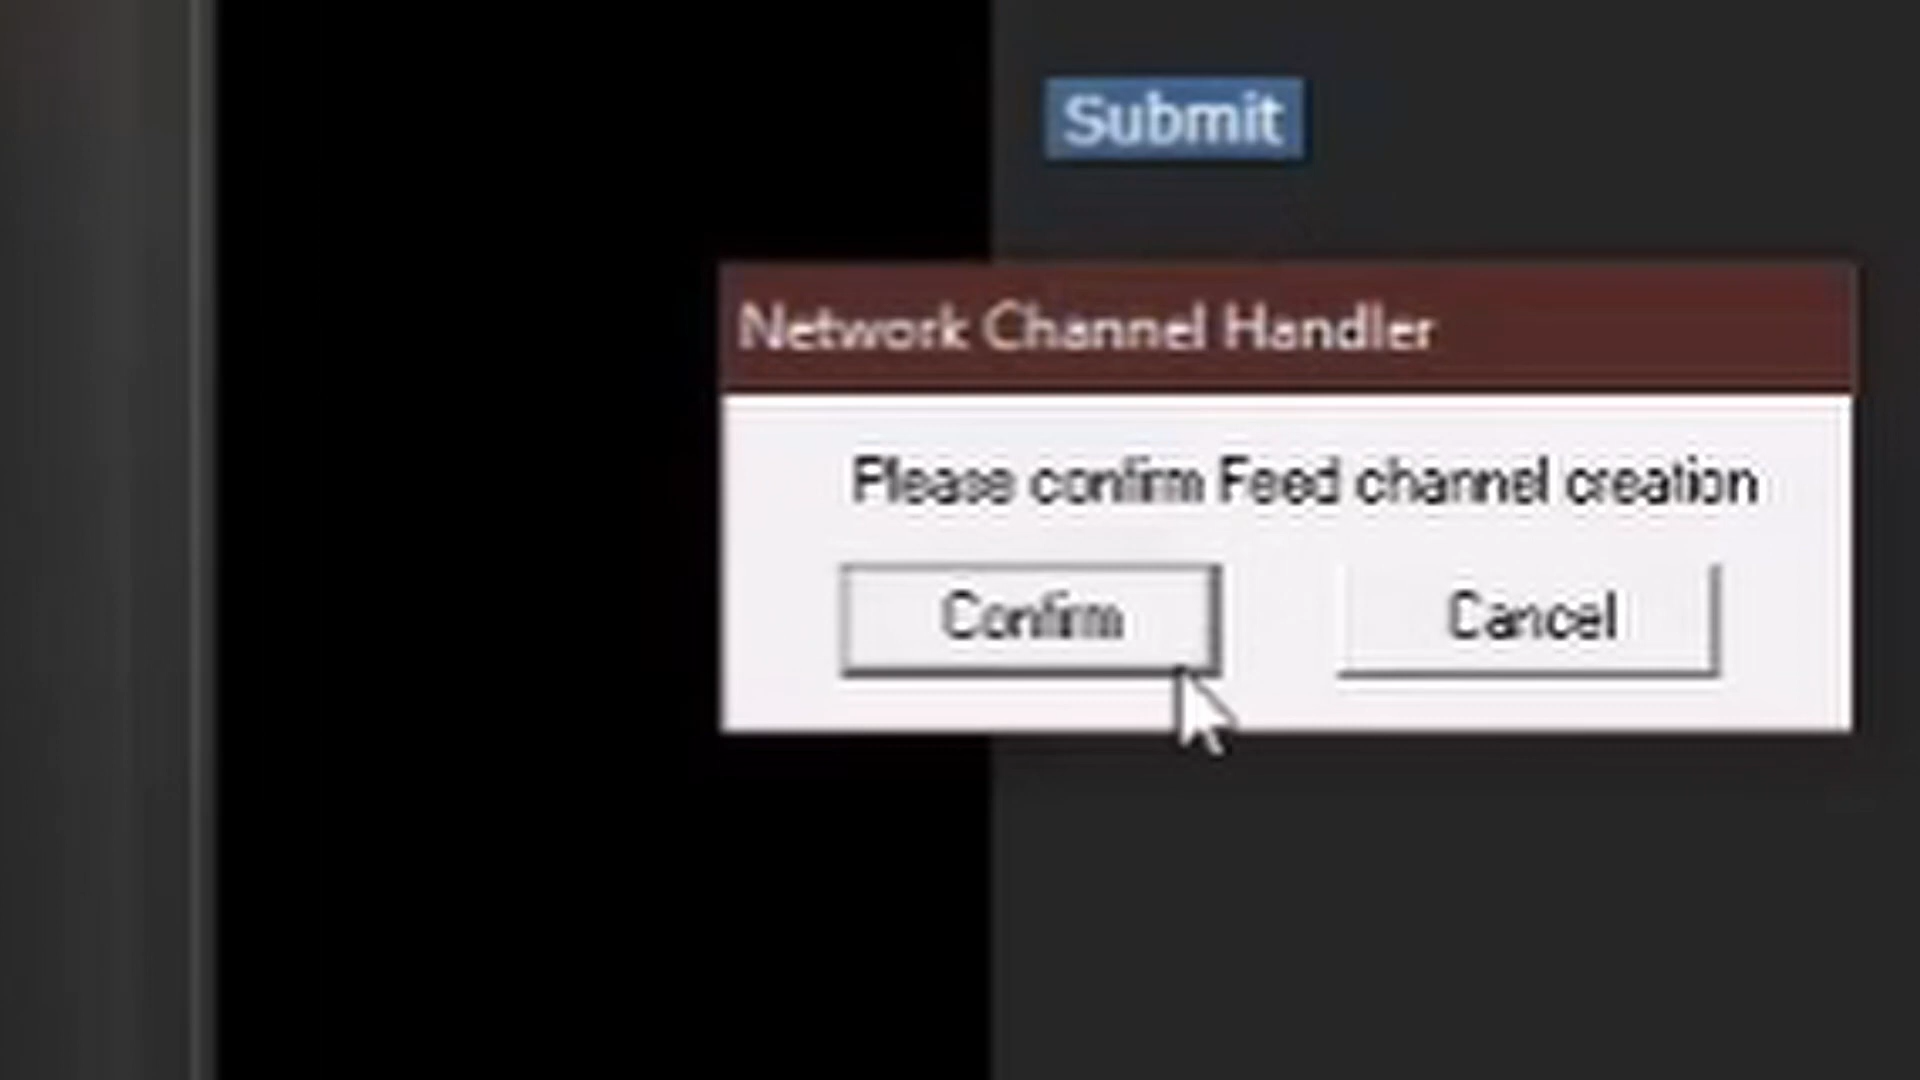 Submit
Network Channel Handler
Please confirm Feed channel creation
Confirm
Cancel